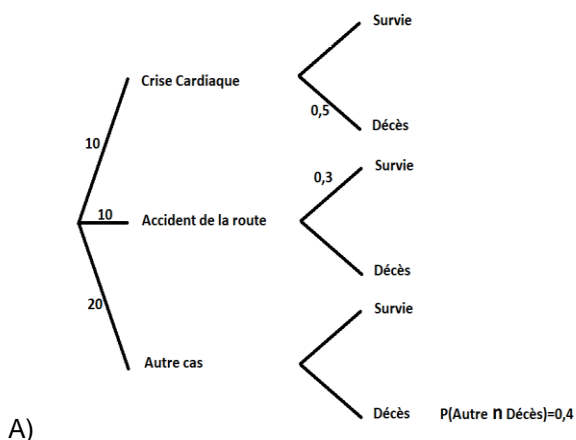 Survie
Crise Cardiaque
0,5
Décès
10
Survie
0,3
10
Accident de la route
Décès
20
Survie
Autre cas
Décès P(Autre n Décès)=0,4
A)